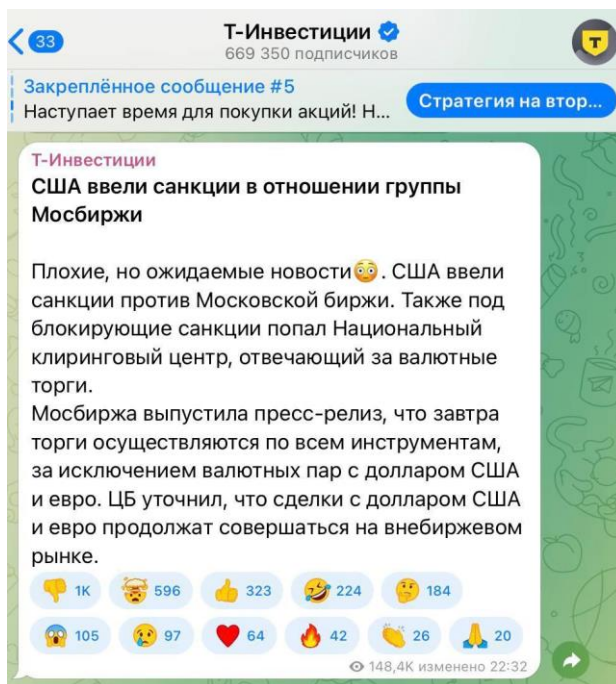 33
Т-Инвестиции
669 350 подписчиков
Т
Закреплённое сообщение #5
Наступает время для покупки акций! Н...
Стратегия на втор...
Т-Инвестиции
США ввели санкции в отношении группы
Мосбиржи
Плохие, но ожидаемые новости😳. США ввели
санкции против Московской биржи. Также под
блокирующие санкции попал Национальный
клиринговый центр, отвечающий за валютные
торги.
Мосбиржа выпустила пресс-релиз, что завтра
торги осуществляются по всем инструментам,
за исключением валютных пар с долларом США
и евро. ЦБ уточнил, что сделки с долларом США
и евро продолжат совершаться на внебиржевом
рынке.
👎 1K 🤯 596 👍 323 🤣 224 🤔 184
😱 105 😢 97 ❤️ 64 🔥 42 👏 26 🙏 20
148,4K изменено 22:32